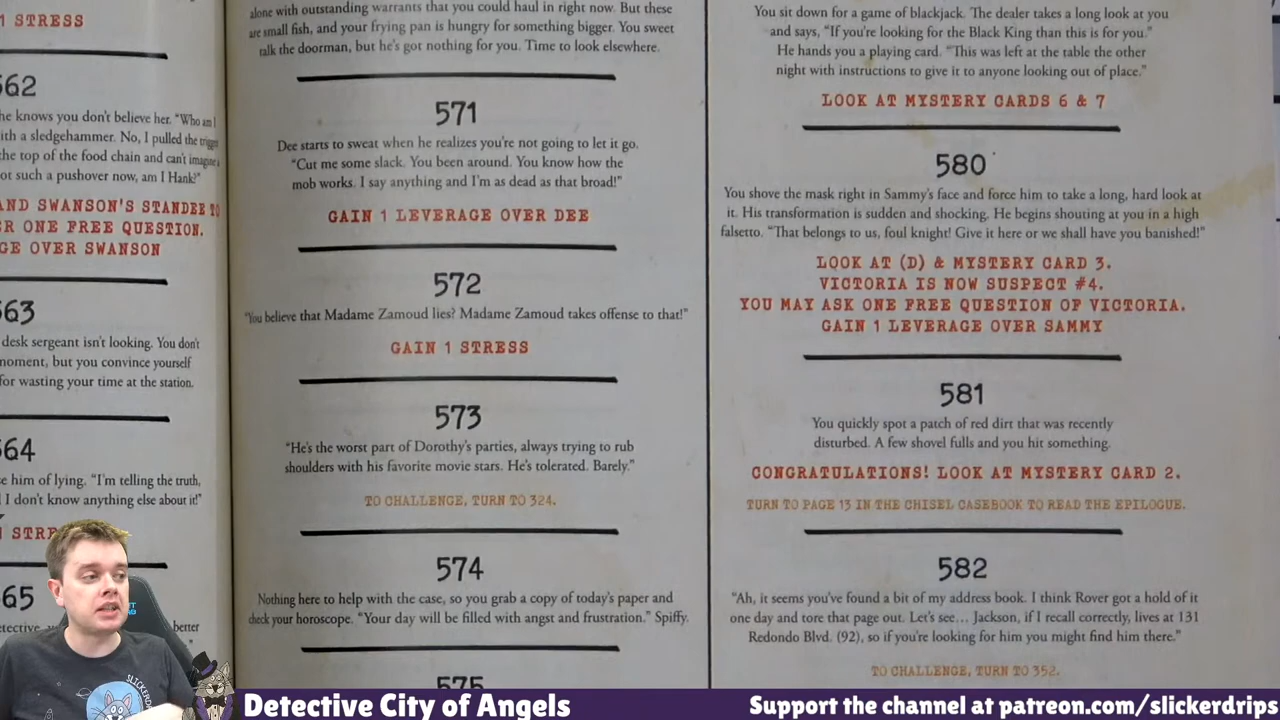 1 STRESS
562
he knows you don't believe her. "Who am I
ith a sledgehammer. No, I pulled the trigger
the top of the food chain and can't imagine
ot such a pushover now, am I Hank?"
AND SWANSON'S STANDEE TO
R ONE FREE QUESTION.
GE OVER SWANSON
563
desk sergeant isn't looking. You don't
moment, but you convince yourself
for wasting your time at the station.
564
e him of lying. "I'm telling the truth,
I don't know anything else about it!"
STRE
565
better
alone with outstanding warrants that you could haul in right now. But these
are small fish, and your frying pan is hungry for something bigger. You sweet
talk the doorman, but he's got nothing for you. Time to look elsewhere.
571
Dee starts to sweat when he realizes you're not going to let it go.
"Cut me some slack. You been around. You know how the
mob works. I say anything and I'm as dead as that broad!"
GAIN 1 LEVERAGE OVER DEE
572
"You believe that Madame Zamoud lies? Madame Zamoud takes offense to that!"
GAIN 1 STRESS
573
"He's the worst part of Dorothy's parties, always trying to rub
shoulders with his favorite movie stars. He's tolerated. Barely."
TO CHALLENGE, TURN TO 324.
574
Nothing here to help with the case, so you grab a copy of today's paper and
check your horoscope. "Your day will be filled with angst and frustration." Spiffy.
575
You sit down for a game of blackjack. The dealer takes a long look at you
and says, "If you're looking for the Black King than this is for you."
He hands you a playing card. "This was left at the table the other
night with instructions to give it to anyone looking out of place."
LOOK AT MYSTERY CARDS 6 & 7
580
You shove the mask right in Sammy's face and force him to take a long, hard look at
it. His transformation is sudden and shocking. He begins shouting at you in a high
falsetto. "That belongs to us, foul knight! Give it here or we shall have you banished!"
LOOK AT (D) & MYSTERY CARD 3.
VICTORIA IS NOW SUSPECT #4.
YOU MAY ASK ONE FREE QUESTION OF VICTORIA.
GAIN 1 LEVERAGE OVER SAMMY
581
You quickly spot a patch of red dirt that was recently
disturbed. A few shovel fulls and you hit something.
CONGRATULATIONS! LOOK AT MYSTERY CARD 2.
TURN TO PAGE 13 IN THE CHISEL CASEBOOK TO READ THE EPILOGUE.
582
"Ah, it seems you've found a bit of my address book. I think Rover got a hold of it
one day and tore that page out. Let's see... Jackson, if I recall correctly, lives at 131
Redondo Blvd. (92), so if you're looking for him you might find him there."
TO CHALLENGE, TURN TO 352.
Detective City of Angels
Support the channel at patreon.com/slickerdrips